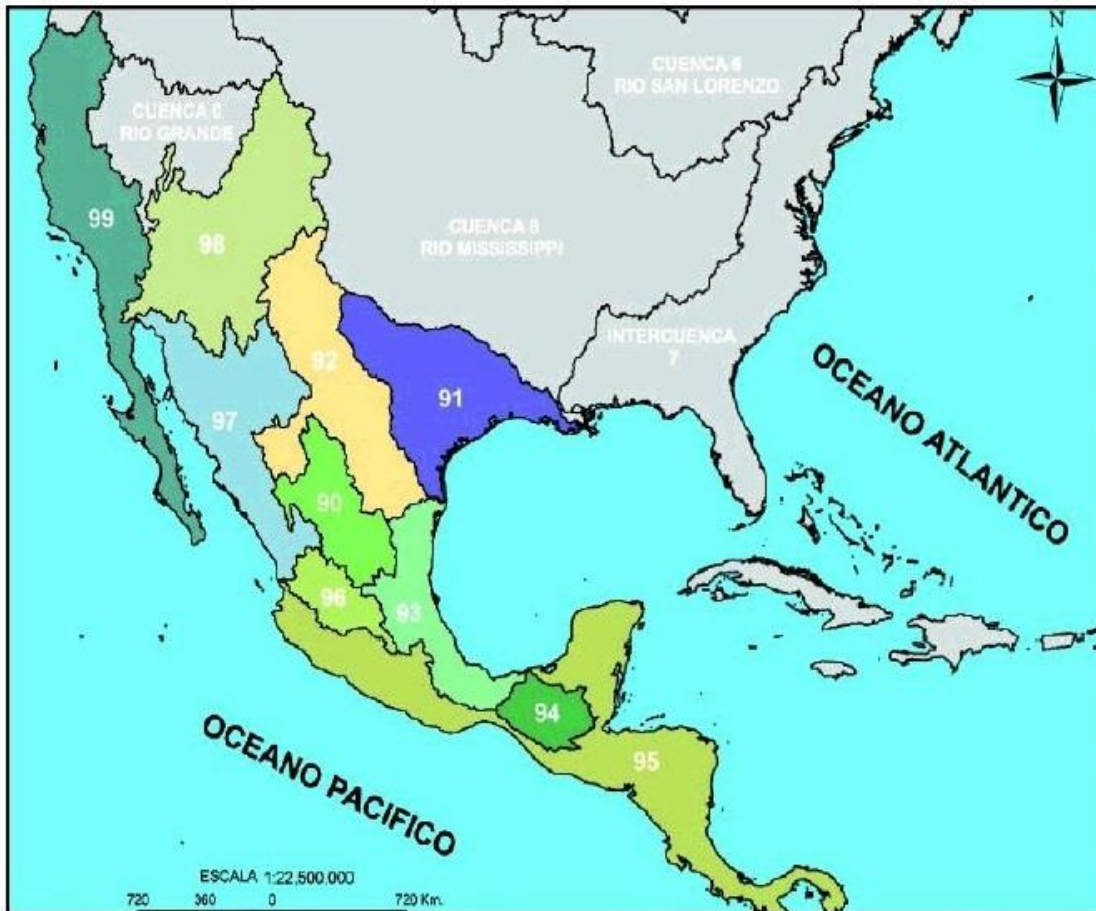 N
CUENCA 6
RIO SAN LORENZO
CUENCA 0
RIO GRANDE
99
98
CUENCA 8
RIO MISSISSIPPI
INTERCUENCA
7
92
91
97
90
96
93
94
95
OCEANO ATLANTICO
OCEANO PACIFICO
ESCALA 1:22,500,000
720 360 0 720 Km.